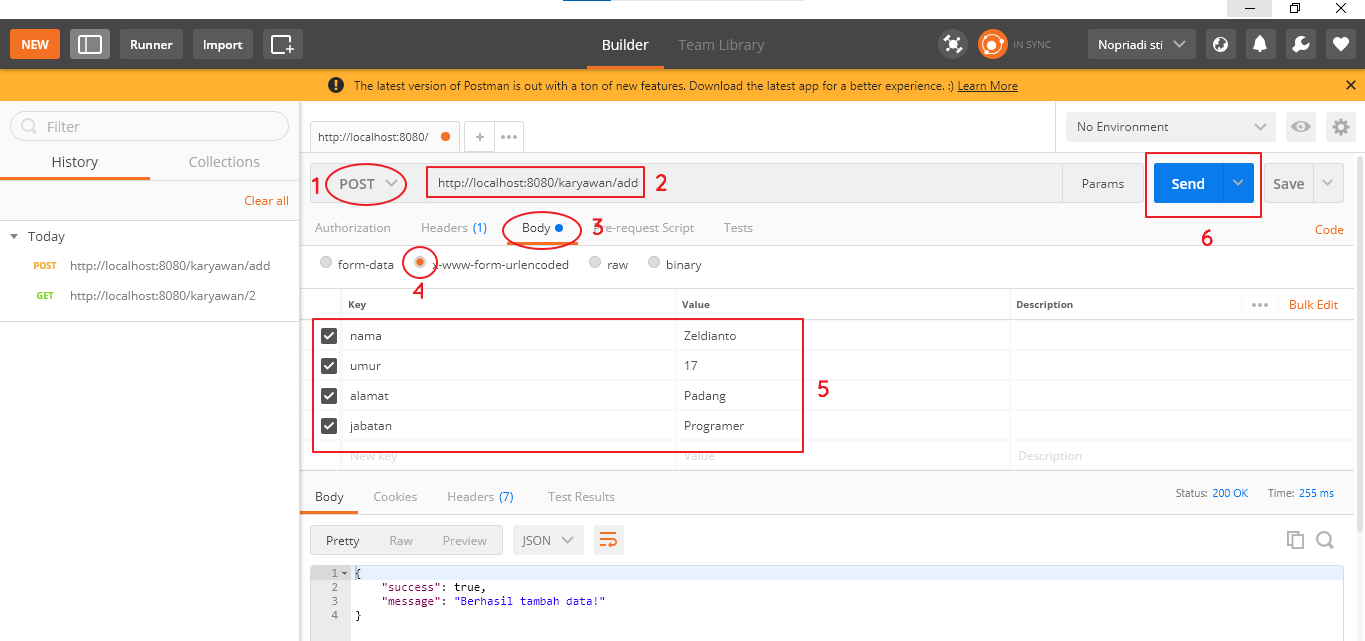 NEW Runner Import Builder Team Library IN SYNC Nopriadi sti
! The latest version of Postman is out with a ton of new features. Download the latest app for a better experience. :) Learn More
Filter
History Collections
Clear all
Today
POST http://localhost:8080/karyawan/add
GET http://localhost:8080/karyawan/2
http://localhost:8080/ + No Environment
1 POST http://localhost:8080/karyawan/add 2 Params Send Save
Authorization Headers (1) Body 3 Pre-request Script Tests Code
6
form-data x-www-form-urlencoded raw binary
4
Key Value Description Bulk Edit
nama Zeldianto
umur 17
alamat Padang
5
jabatan Programer
New key Value Description
Body Cookies Headers (7) Test Results Status: 200 OK Time: 255 ms
Pretty Raw Preview JSON
1 {
2 "success": true,
3 "message": "Berhasil tambah data!"
4 }